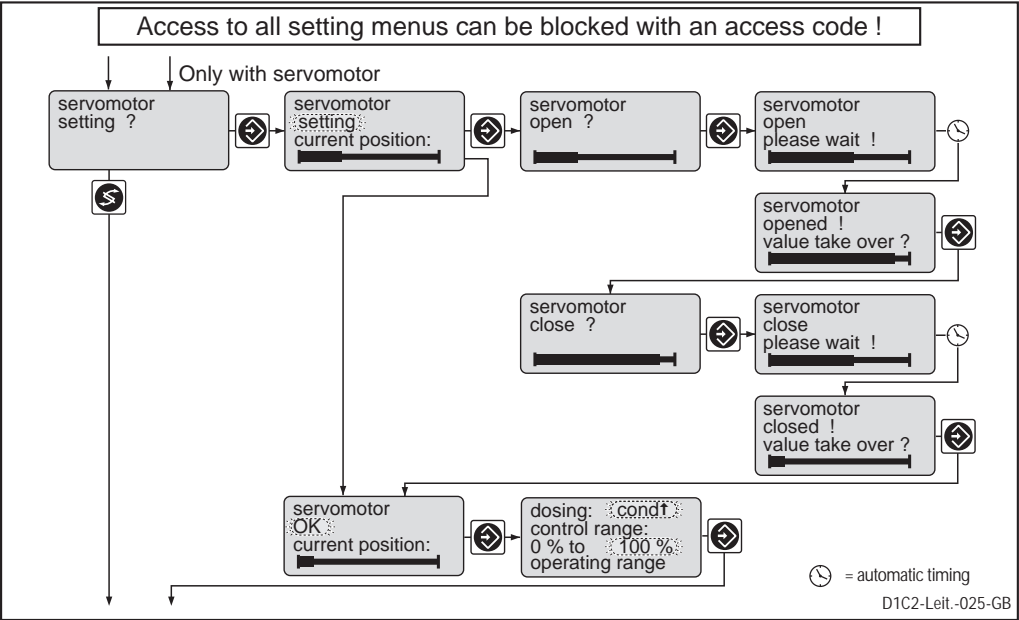 Access to all setting menus can be blocked with an access code !
Only with servomotor
servomotor
setting ?
servomotor
setting
current position:
servomotor
open ?
servomotor
open
please wait !
servomotor
opened !
value take over ?
servomotor
close ?
servomotor
close
please wait !
servomotor
closed !
value take over ?
servomotor
OK
current position:
dosing: cond↑
control range:
0 % to 100 %
operating range
= automatic timing
D1C2-Leit.-025-GB